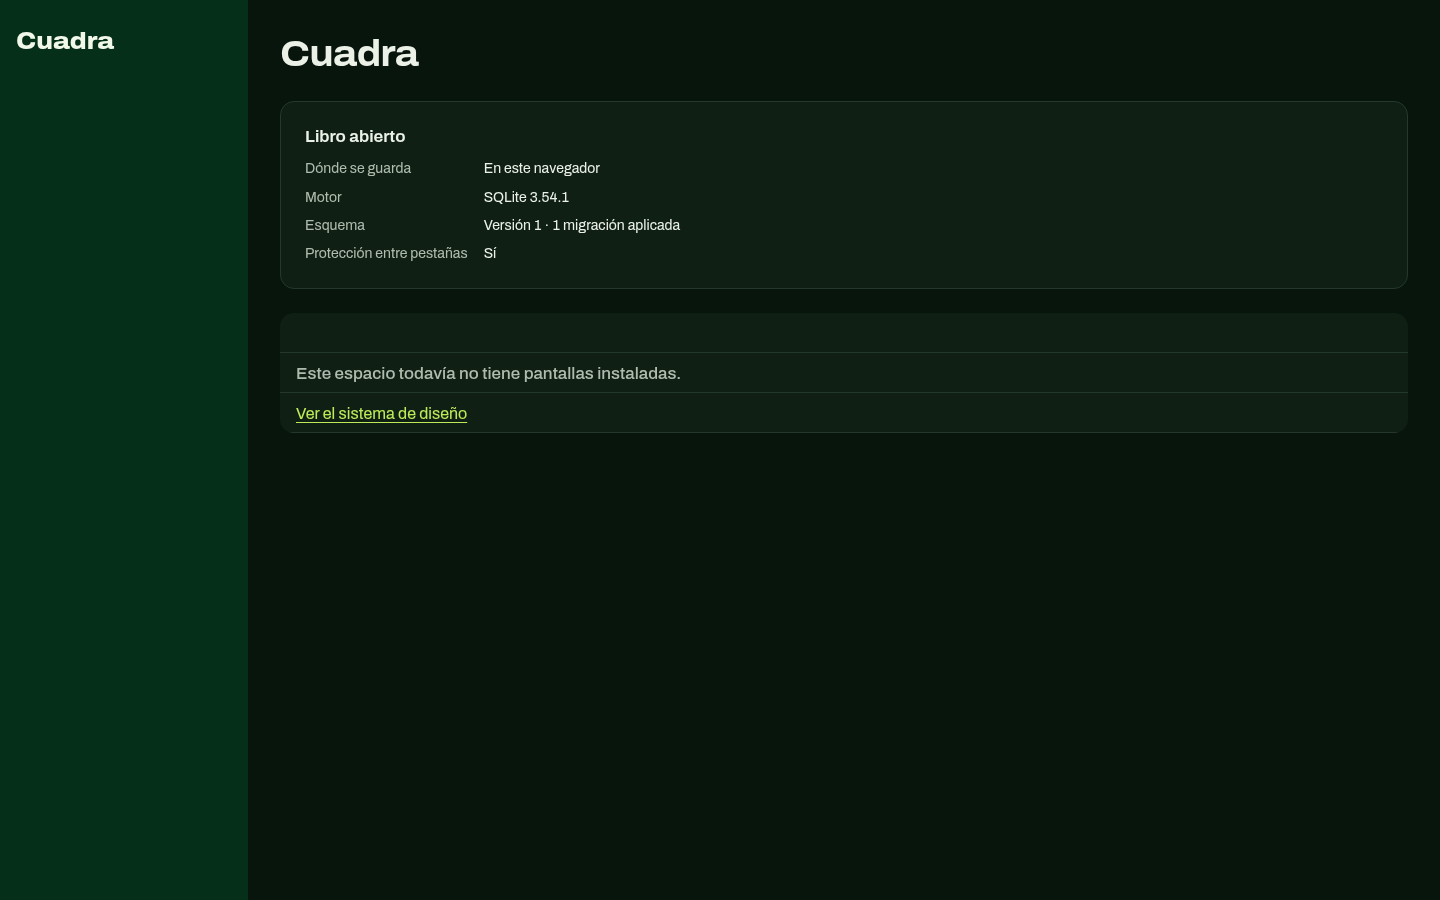 Cuadra
Cuadra
Libro abierto
Dónde se guarda En este navegador
Motor SQLite 3.54.1
Esquema Versión 1 · 1 migración aplicada
Protección entre pestañas Sí
Este espacio todavía no tiene pantallas instaladas.
Ver el sistema de diseño